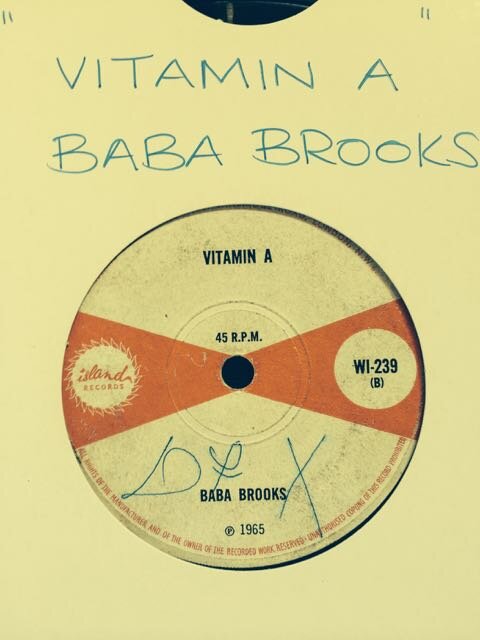 " "
VITAMIN A
BABA BROOKS
VITAMIN A
45 R.P.M.
island
RECORDS
WI-239
(B)
BABA BROOKS
℗ 1965
ALL RIGHTS OF THE MANUFACTURER AND OF THE OWNER OF THE RECORDED WORK RESERVED · UNAUTHORISED COPYING OF THIS RECORD PROHIBITED